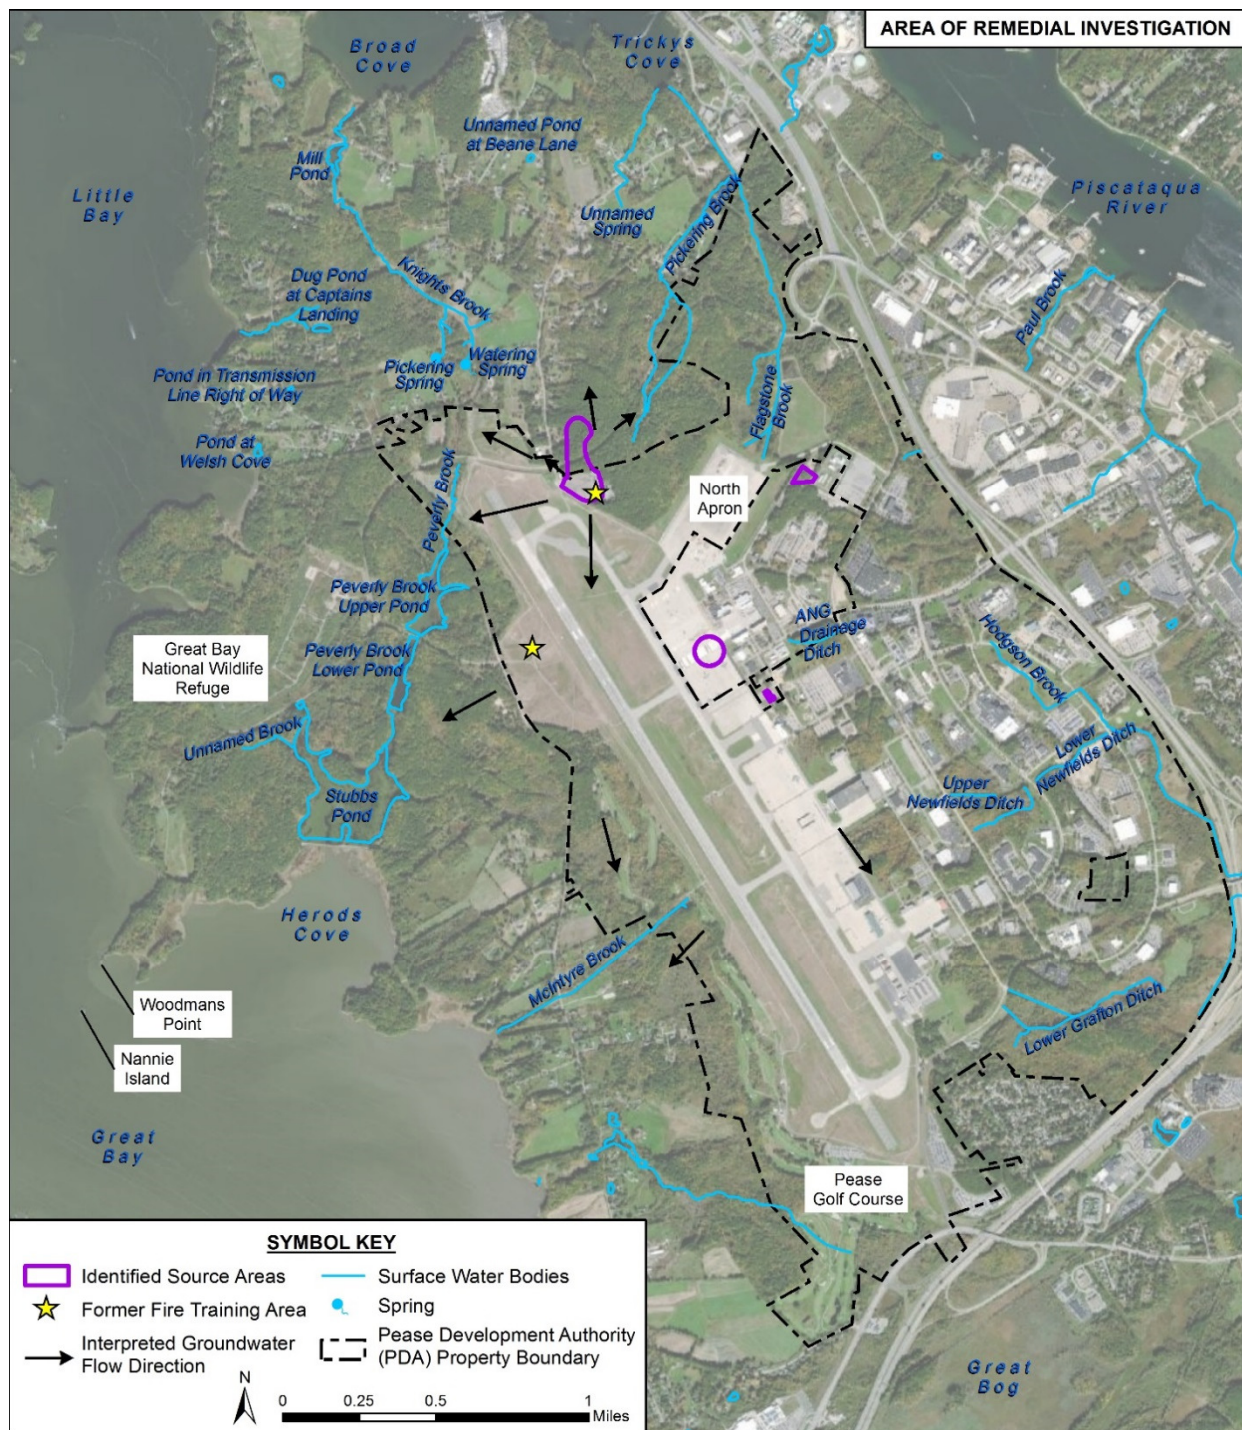 AREA OF REMEDIAL INVESTIGATION
Broad
Cove
Trickys
Cove
Unnamed Pond
at Beane Lane
Mill
Pond
Little
Bay
Piscataqua
River
Unnamed
Spring
Pickering Brook
Knights Brook
Dug Pond
at Captains
Landing
Paul Brook
Pickering
Spring
Watering
Spring
Pond in Transmission
Line Right of Way
Flagstone
Brook
Pond at
Welsh Cove
Peverly Brook
North
Apron
Peverly Brook
Upper Pond
ANG
Drainage
Ditch
Hodgson Brook
Great Bay
National Wildlife
Refuge
Peverly Brook
Lower Pond
Unnamed Brook
Lower
Newfields Ditch
Upper
Newfields Ditch
Stubbs
Pond
Herods
Cove
McIntyre Brook
Woodmans
Point
Lower Grafton Ditch
Nannie
Island
Great
Bay
Pease
Golf Course
SYMBOL KEY
Identified Source Areas
Surface Water Bodies
Former Fire Training Area
Spring
Interpreted Groundwater
Flow Direction
Pease Development Authority
(PDA) Property Boundary
N
0 0.25 0.5 1
Miles
Great
Bog